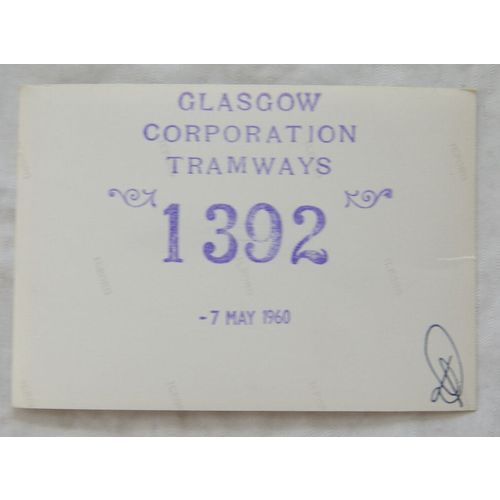 GLASGOW
CORPORATION
TRAMWAYS
1392
-7 MAY 1960